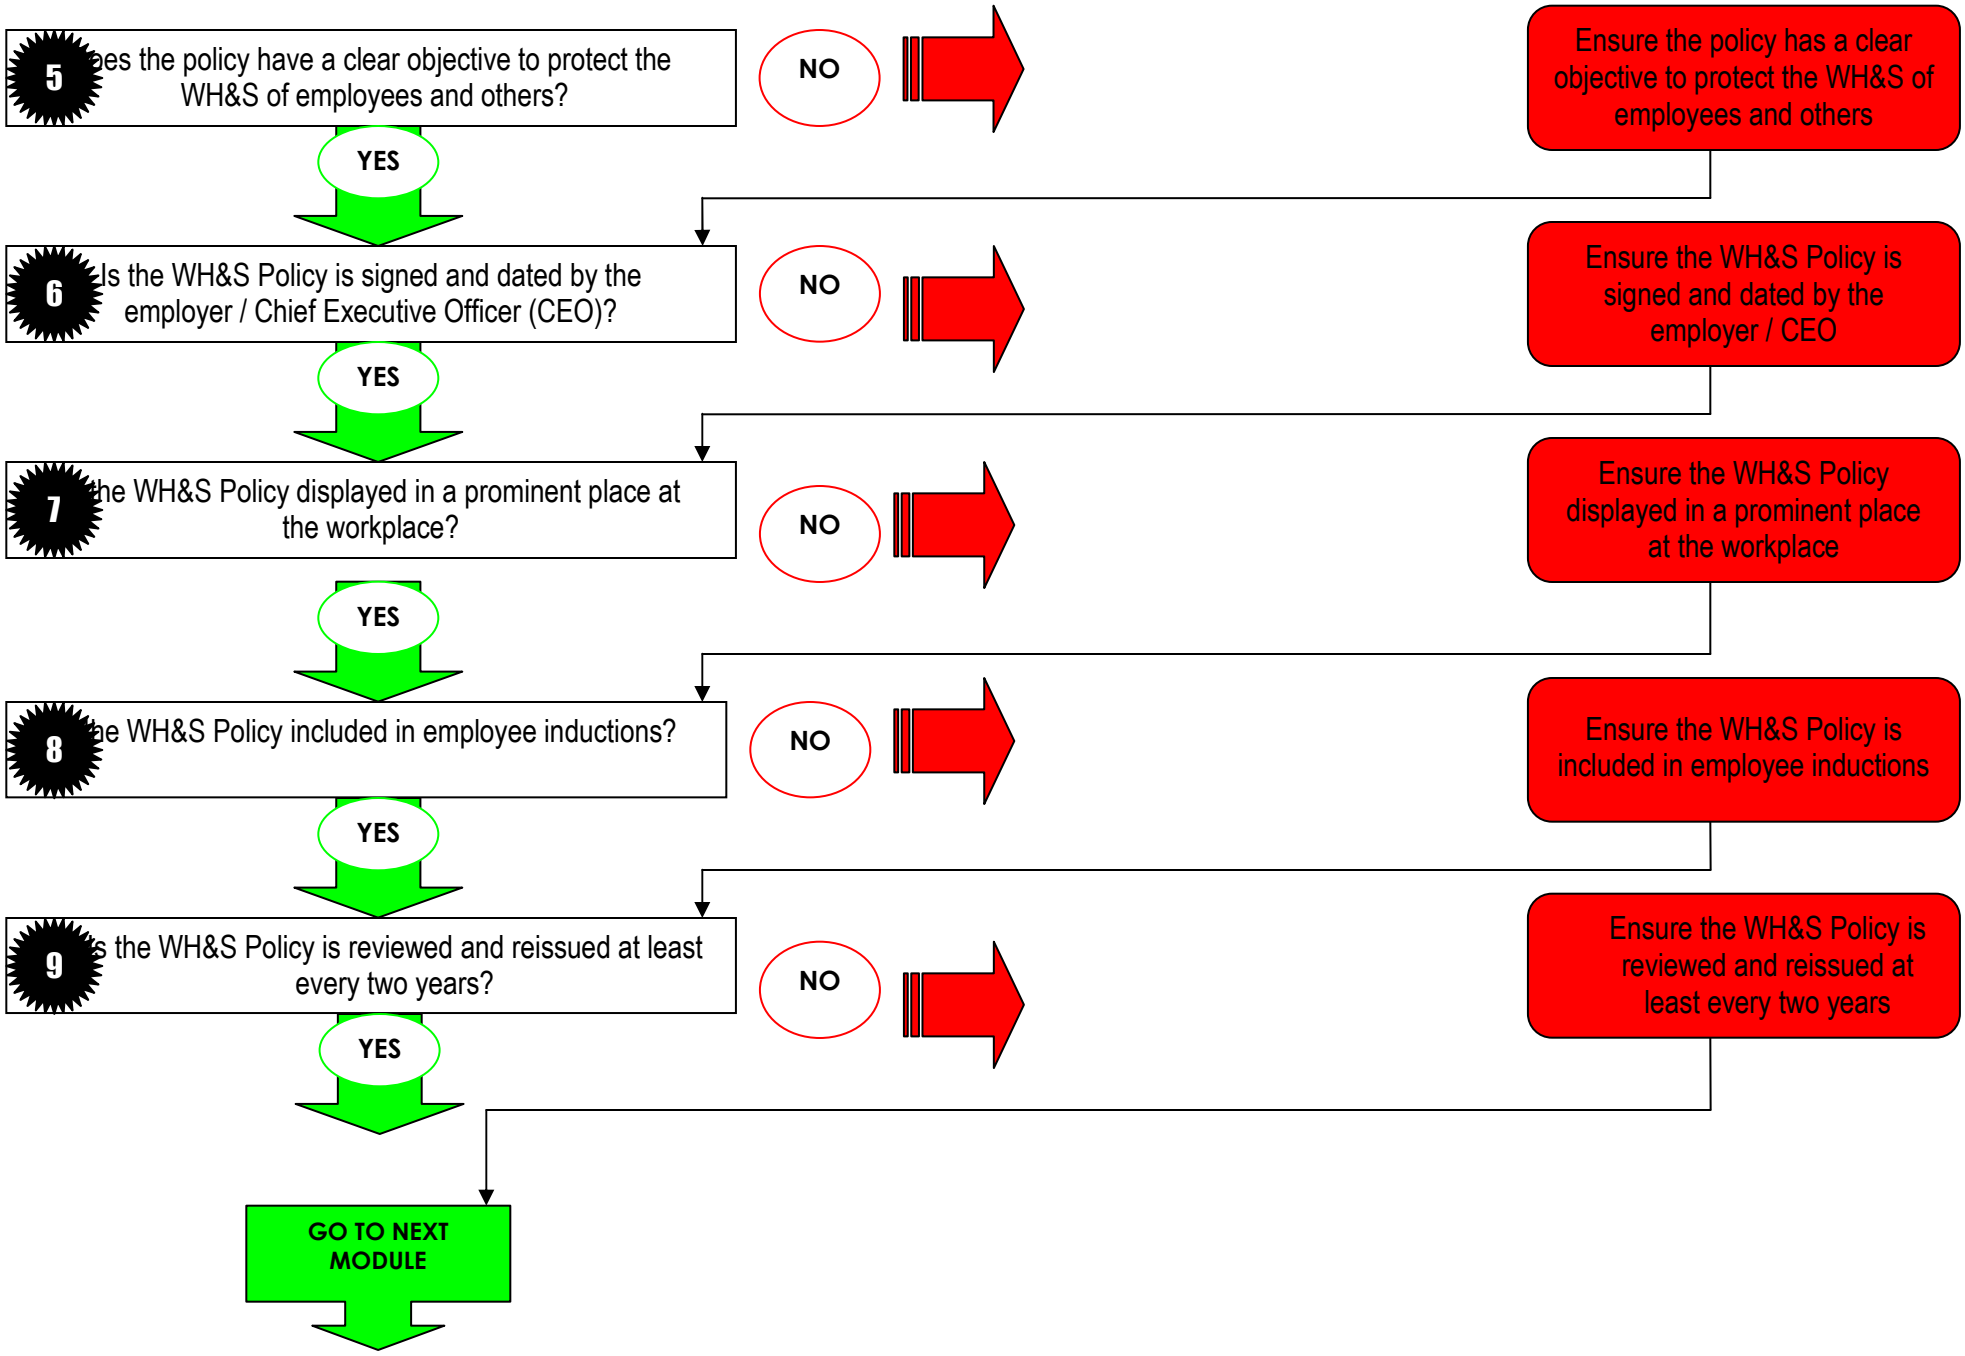 5
oes the policy have a clear objective to protect the
WH&S of employees and others?
NO
Ensure the policy has a clear
objective to protect the WH&S of
employees and others
YES
6
Is the WH&S Policy is signed and dated by the
employer / Chief Executive Officer (CEO)?
NO
Ensure the WH&S Policy is
signed and dated by the
employer / CEO
YES
7
the WH&S Policy displayed in a prominent place at
the workplace?
NO
Ensure the WH&S Policy
displayed in a prominent place
at the workplace
YES
8
he WH&S Policy included in employee inductions?
NO
Ensure the WH&S Policy is
included in employee inductions
YES
9
Is the WH&S Policy is reviewed and reissued at least
every two years?
NO
Ensure the WH&S Policy is
reviewed and reissued at
least every two years
YES
GO TO NEXT
MODULE